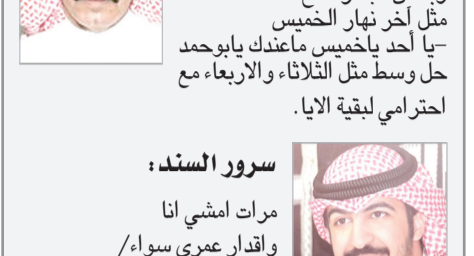 مثل آخر نهار الخميس
-يا أحد ياخميس ماعندك يابوحمد
حل وسط مثل الثلاثاء والاربعاء مع
احترامي لبقية الايا.
سرور السند:
مرات امشي انا
واقدار عمري سواء/